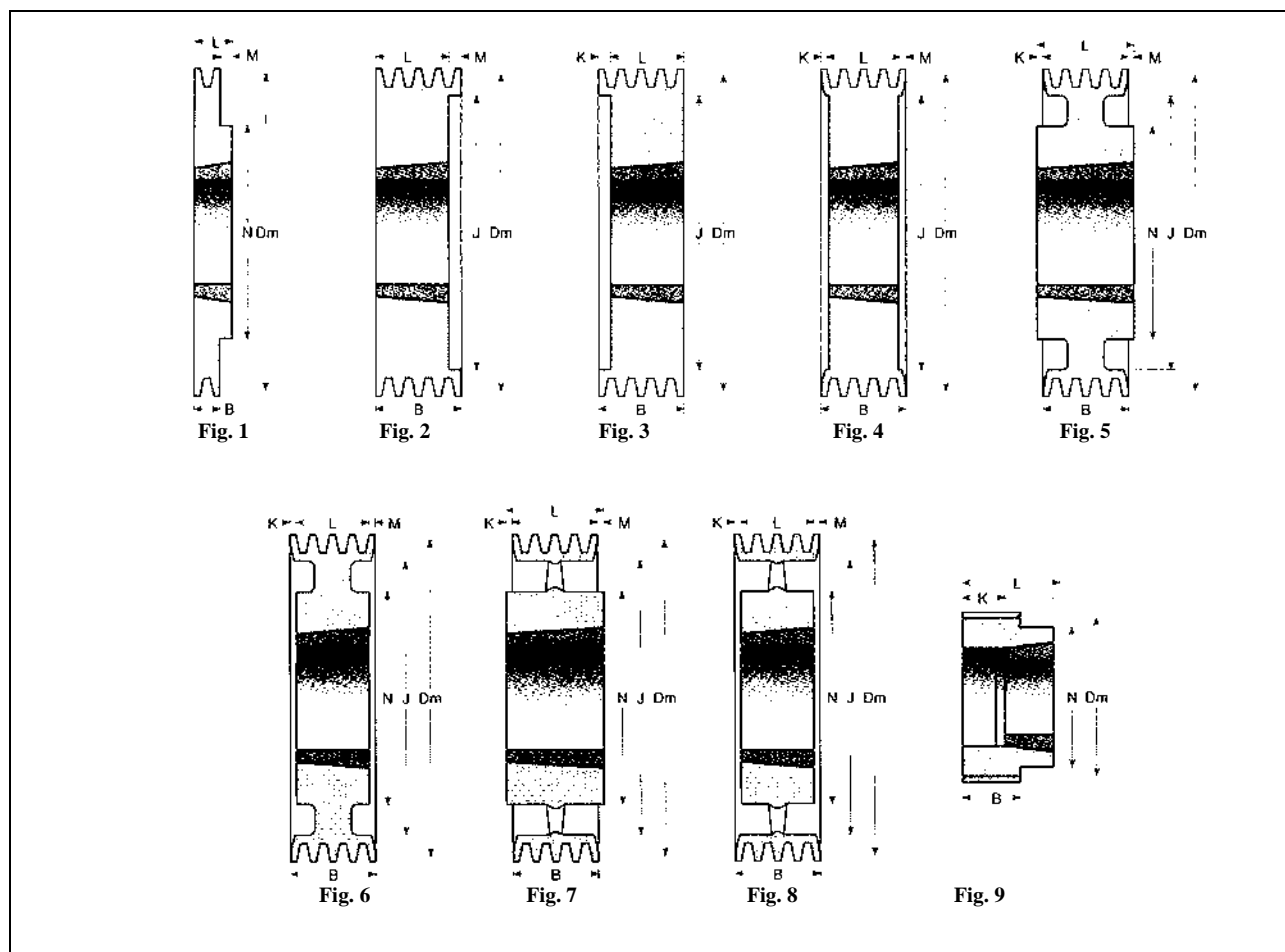 L
M
N Dm
B
Fig. 1
L M
J Dm
B
Fig. 2
K L
J Dm
B
Fig. 3
K L M
J Dm
B
Fig. 4
L
K M
N J Dm
B
Fig. 5
K L M
N J Dm
B
Fig. 6
L
K M
N J Dm
B
Fig. 7
K L M
N J Dm
B
Fig. 8
L
K
N Dm
B
Fig. 9